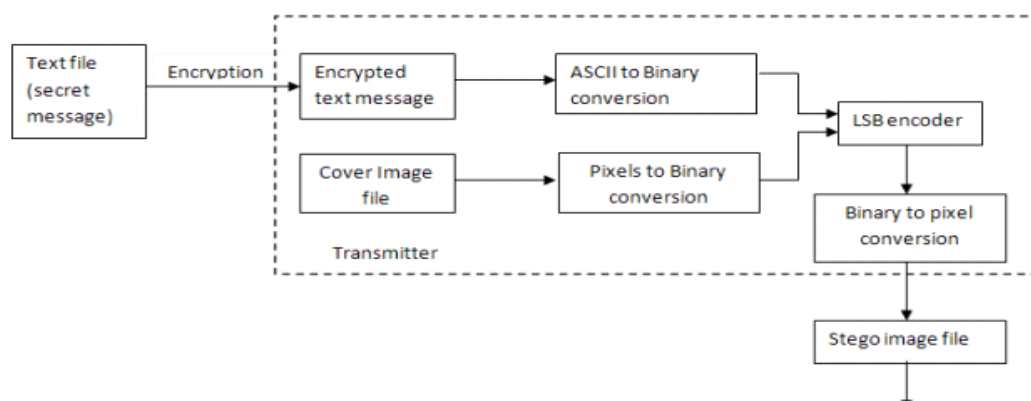 Text file
(secret
message)
Encryption
Encrypted
text message
ASCII to Binary
conversion
LSB encoder
Cover Image
file
Pixels to Binary
conversion
Binary to pixel
conversion
Transmitter
Stego image file